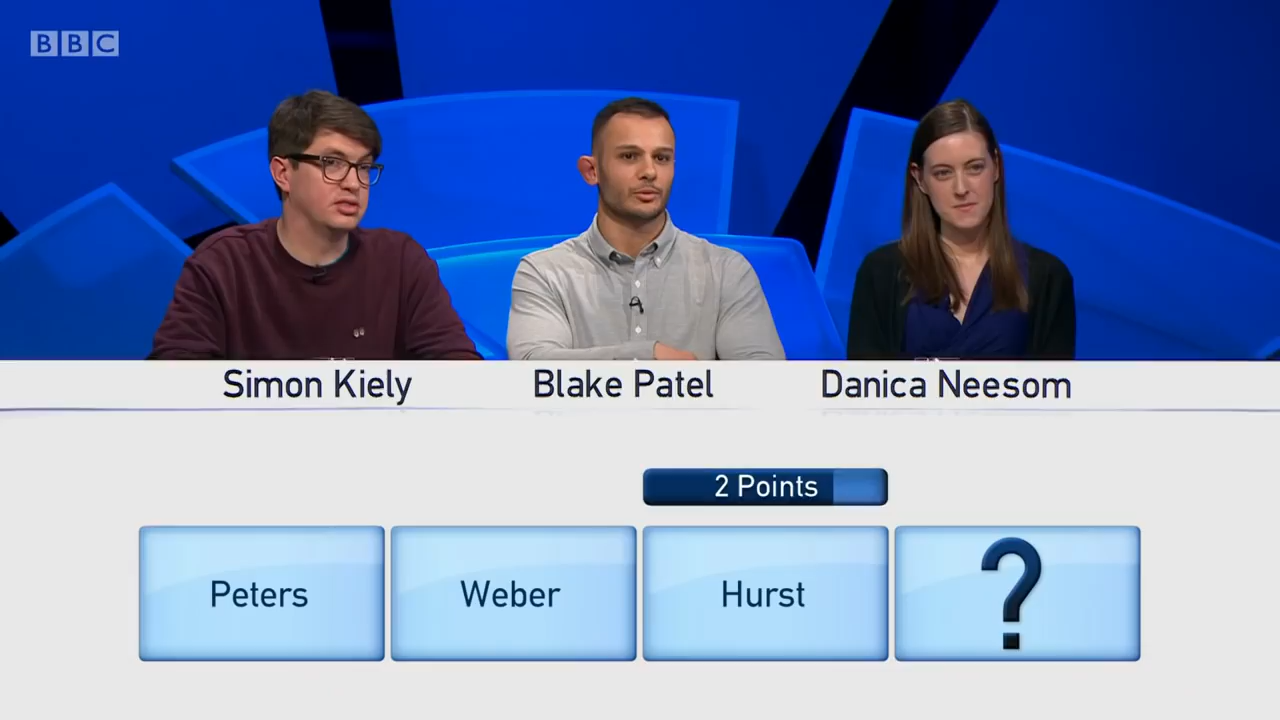 BBC
Simon Kiely Blake Patel Danica Neesom
2 Points
Peters Weber Hurst ?